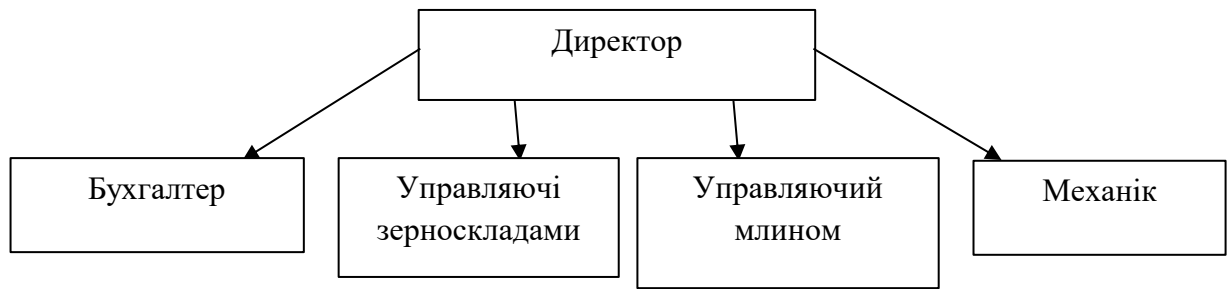 Директор
Бухгалтер
Управляючі
зерноскладами
Управляючий
млином
Механік